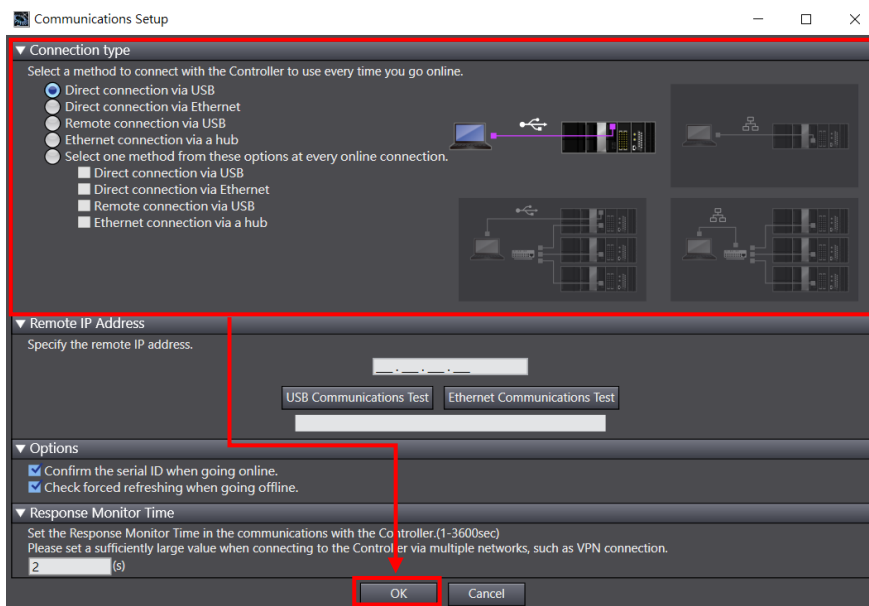 Communications Setup
▼ Connection type
Select a method to connect with the Controller to use every time you go online.
Direct connection via USB
Direct connection via Ethernet
Remote connection via USB
Ethernet connection via a hub
Select one method from these options at every online connection.
Direct connection via USB
Direct connection via Ethernet
Remote connection via USB
Ethernet connection via a hub
▼ Remote IP Address
Specify the remote IP address.
__.__.__.__
USB Communications Test Ethernet Communications Test
▼ Options
Confirm the serial ID when going online.
Check forced refreshing when going offline.
▼ Response Monitor Time
Set the Response Monitor Time in the communications with the Controller.(1-3600sec)
Please set a sufficiently large value when connecting to the Controller via multiple networks, such as VPN connection.
2 (s)
OK Cancel